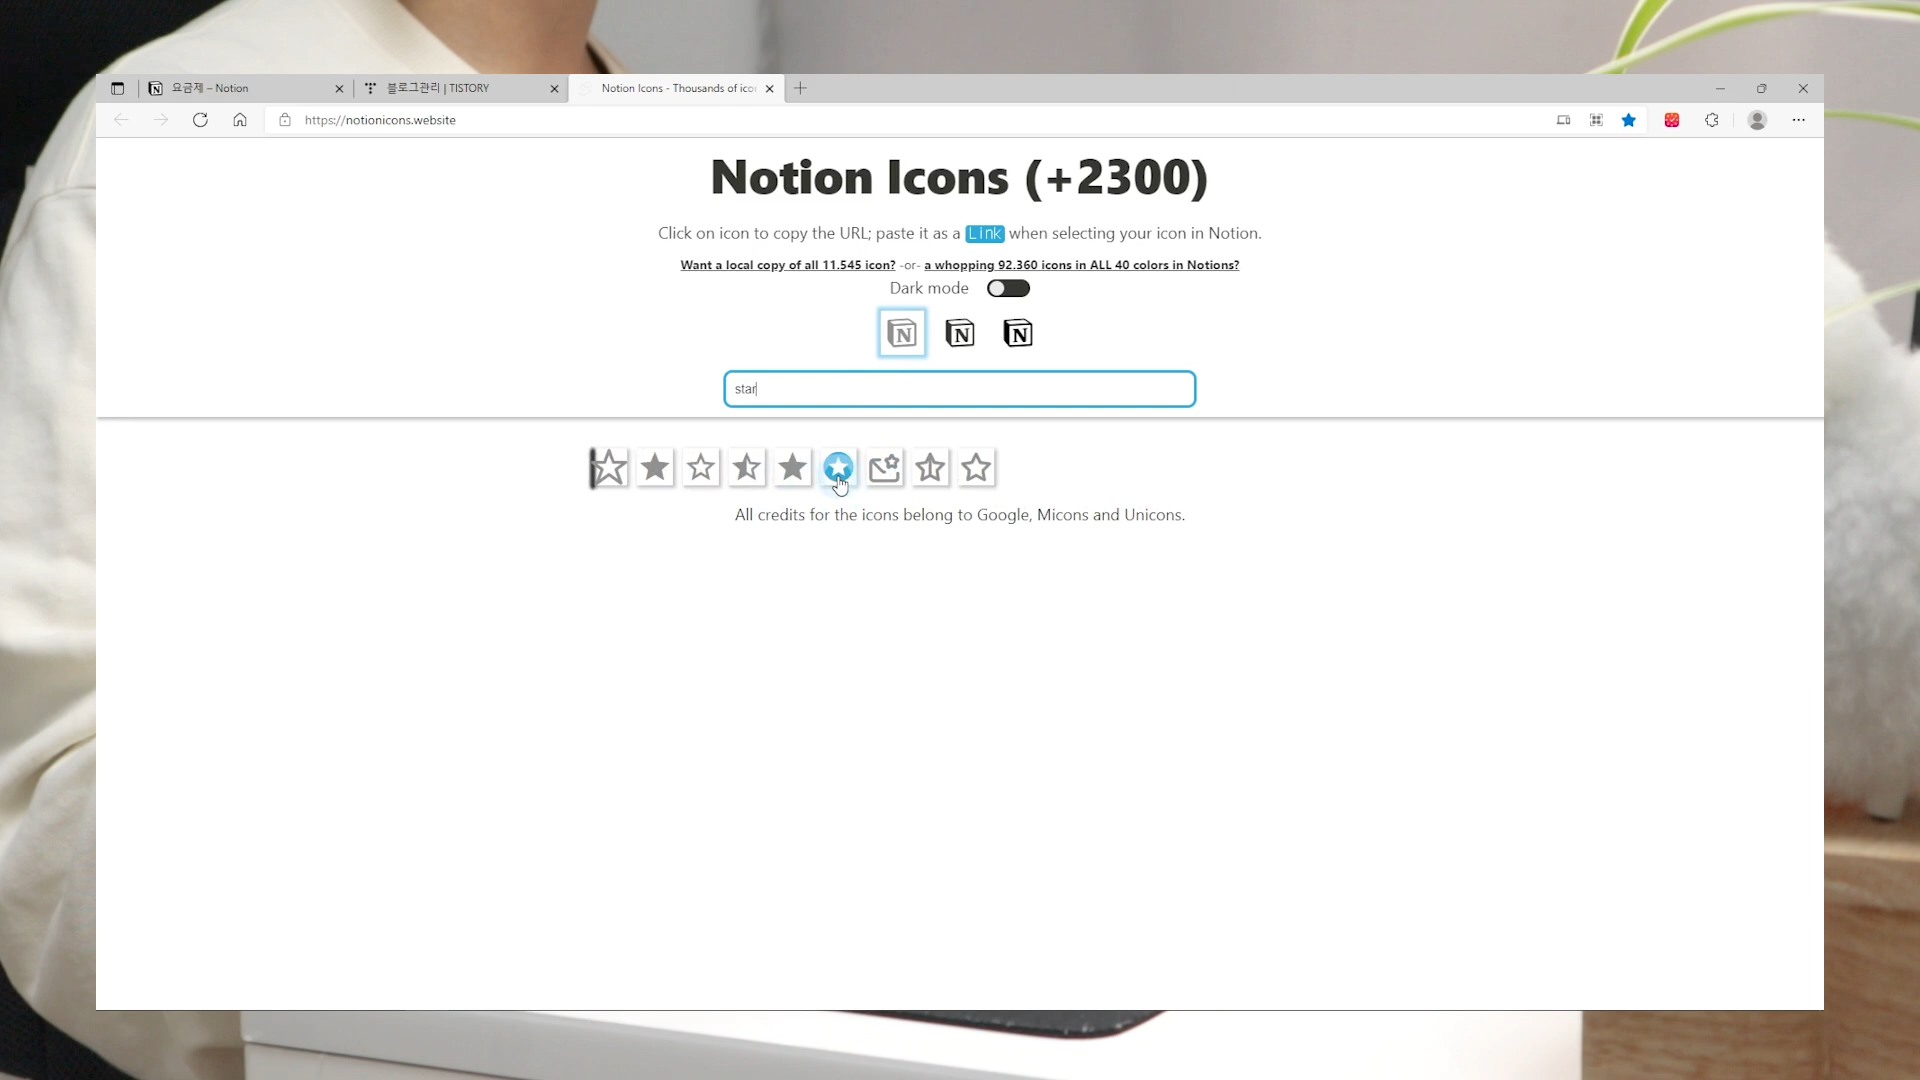 요금제 – Notion
블로그관리 | TISTORY
Notion Icons - Thousands of ico
https://notionicons.website
Notion Icons (+2300)
Click on icon to copy the URL; paste it as a Link when selecting your icon in Notion.
Want a local copy of all 11.545 icon? -or- a whopping 92.360 icons in ALL 40 colors in Notions?
Dark mode
star
All credits for the icons belong to Google, Micons and Unicons.